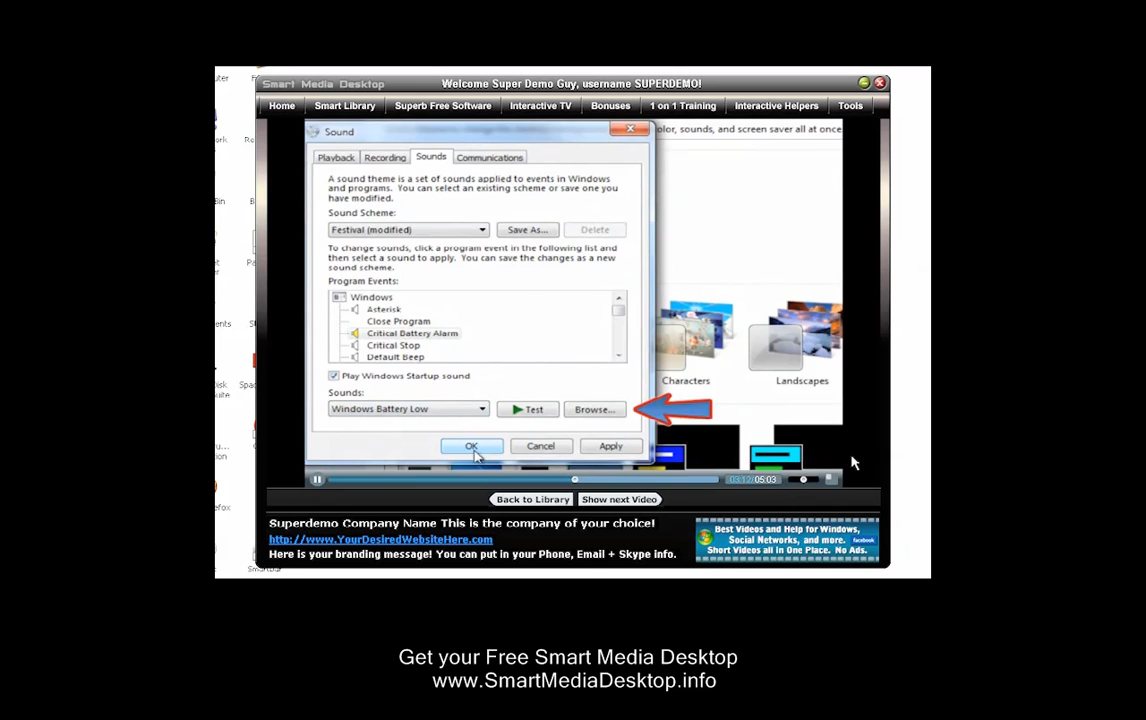 Smart Media Desktop
Welcome Super Demo Guy, username SUPERDEMO!
Home Smart Library Superb Free Software Interactive TV Bonuses 1 on 1 Training Interactive Helpers Tools
Sound
olor, sounds, and screen saver all at once
Playback Recording Sounds Communications
A sound theme is a set of sounds applied to events in Windows
and programs. You can select an existing scheme or save one you
have modified.
Sound Scheme:
Festival (modified) Save As... Delete
To change sounds, click a program event in the following list and
then select a sound to apply. You can save the changes as a new
sound scheme.
Program Events:
Windows
Asterisk
Close Program
Critical Battery Alarm
Critical Stop
Default Beep
Play Windows Startup sound
Sounds:
Windows Battery Low Test Browse...
OK Cancel Apply
Characters Landscapes
05:03
Back to Library Show next Video
Superdemo Company Name This is the company of your choice!
http://www.YourDesiredWebsiteHere.com
Here is your branding message! You can put in your Phone, Email + Skype info.
Best Videos and Help for Windows,
Social Networks, and more. facebook
Short Videos all in One Place. No Ads.
Get your Free Smart Media Desktop
www.SmartMediaDesktop.info